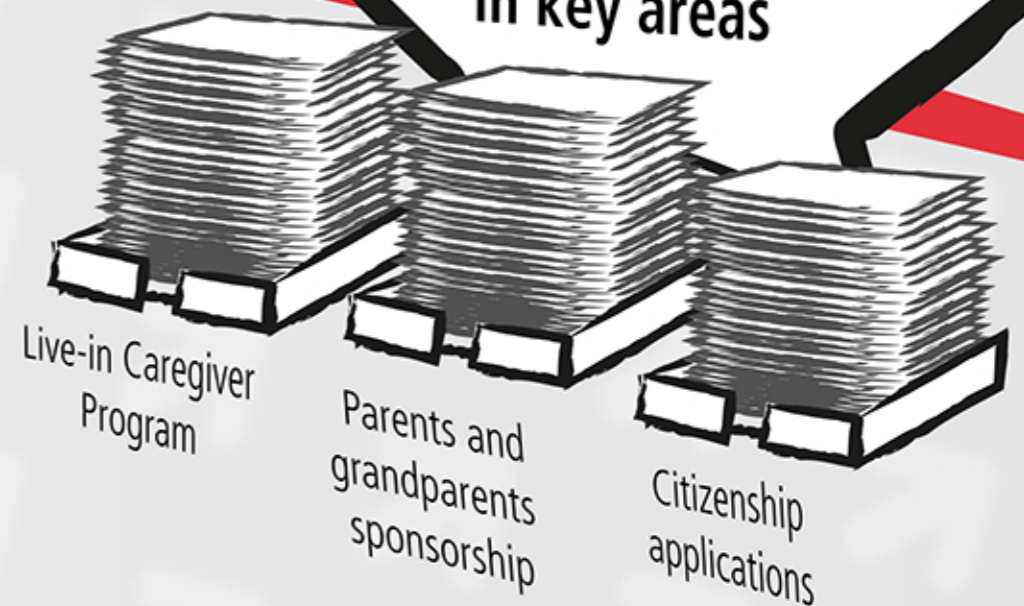 in key areas
Live-in Caregiver
Program
Parents and
grandparents
sponsorship
Citizenship
applications